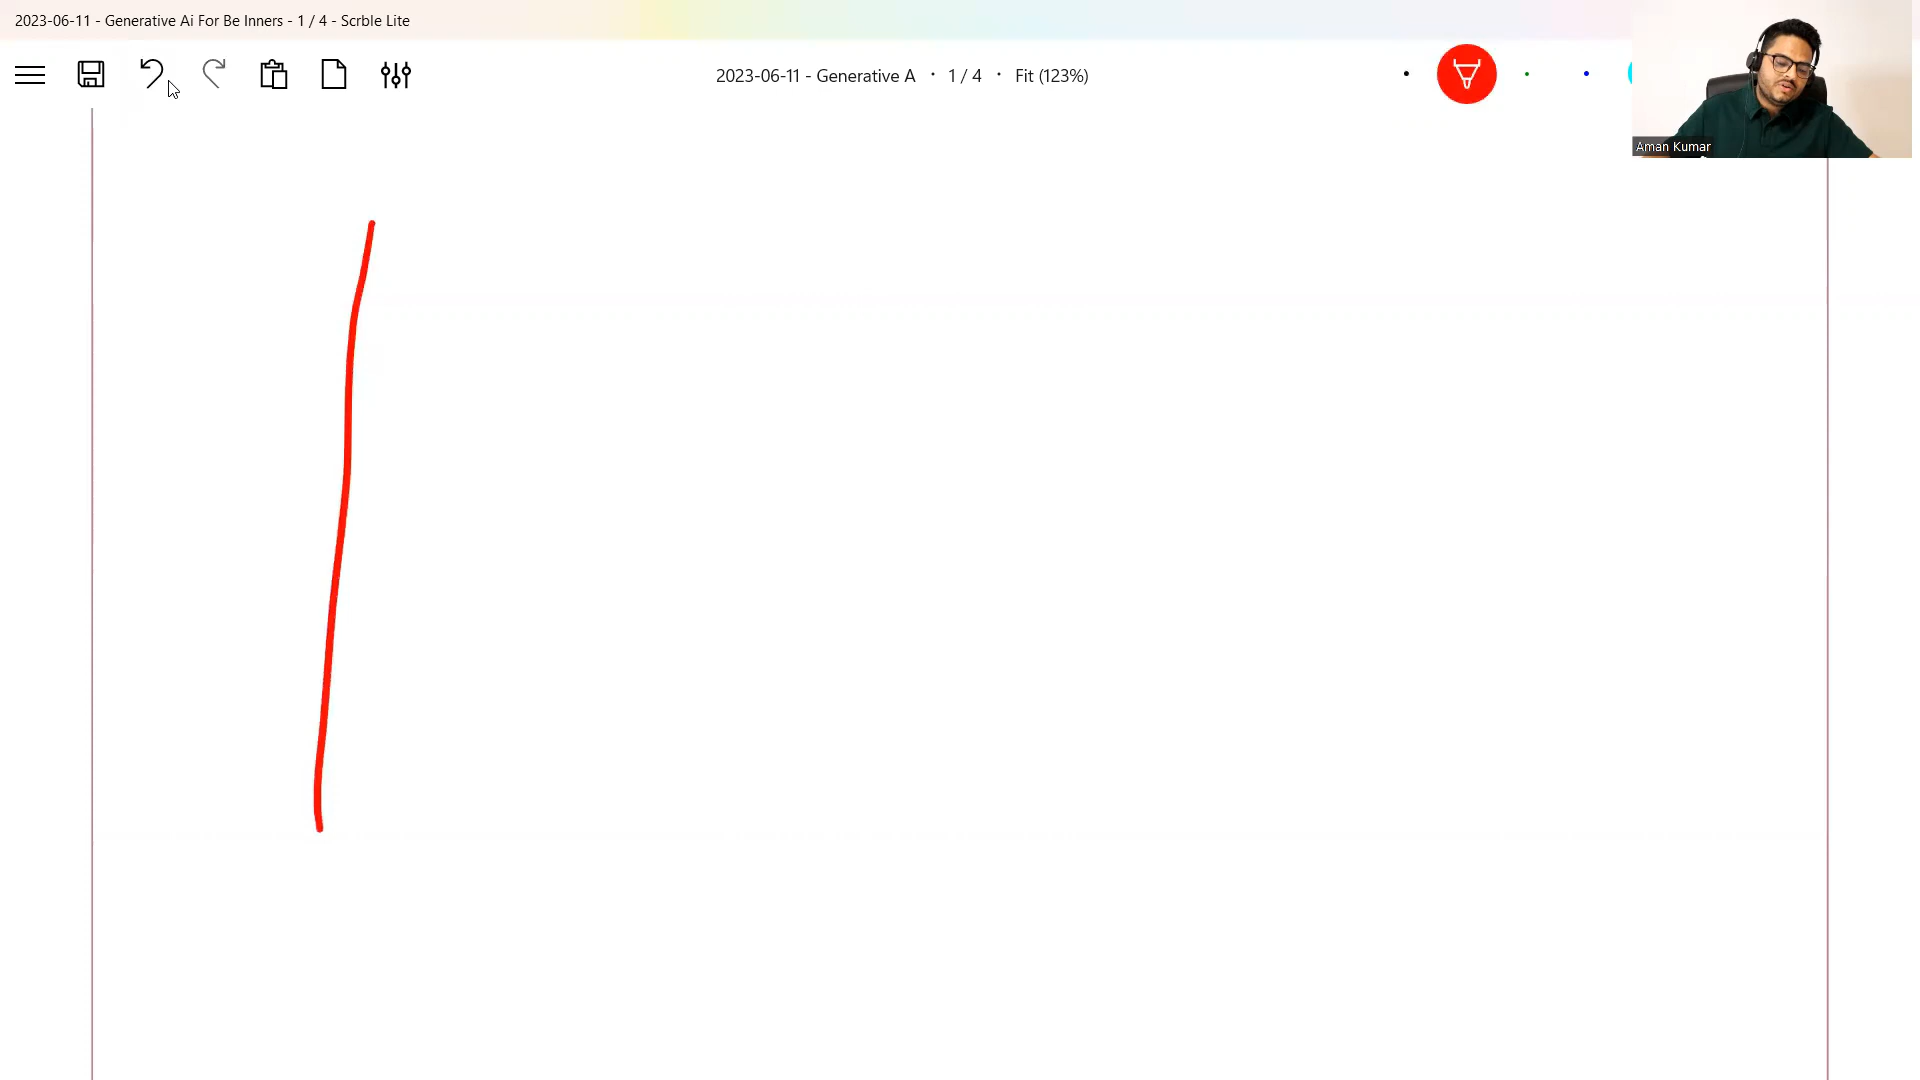 2023-06-11 - Generative Ai For Be Inners - 1 / 4 - Scrble Lite
2023-06-11 - Generative A · 1 / 4 · Fit (123%)
Aman Kumar